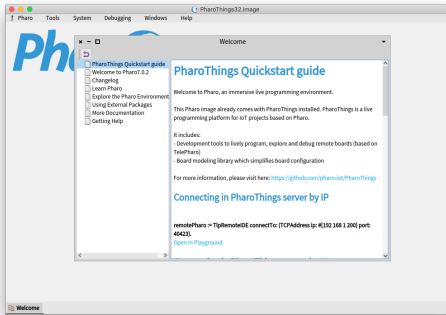 PharoThings32.image
Pharo Tools System Debugging Windows Help
Ph
Welcome
PharoThings Quickstart guide
Welcome to Pharo7.0.2
Changelog
Learn Pharo
Explore the Pharo Environment
Using External Packages
More Documentation
Getting Help
PharoThings Quickstart guide
Welcome to Pharo, an immersive live programming environment.
This Pharo image already comes with PharoThings installed. PharoThings is a live
programming platform for IoT projects based on Pharo.
It includes:
- Development tools to lively program, explore and debug remote boards (based on
TelePharo)
- Board modeling library which simplifies board configuration
For more information, please visit here: https://github.com/pharo-iot/PharoThings
Connecting in PharoThings server by IP
remotePharo := TlpRemoteIDE connectTo: (TCPAddress ip: #[192 168 1 200] port:
40423).
Open in Playground
Welcome